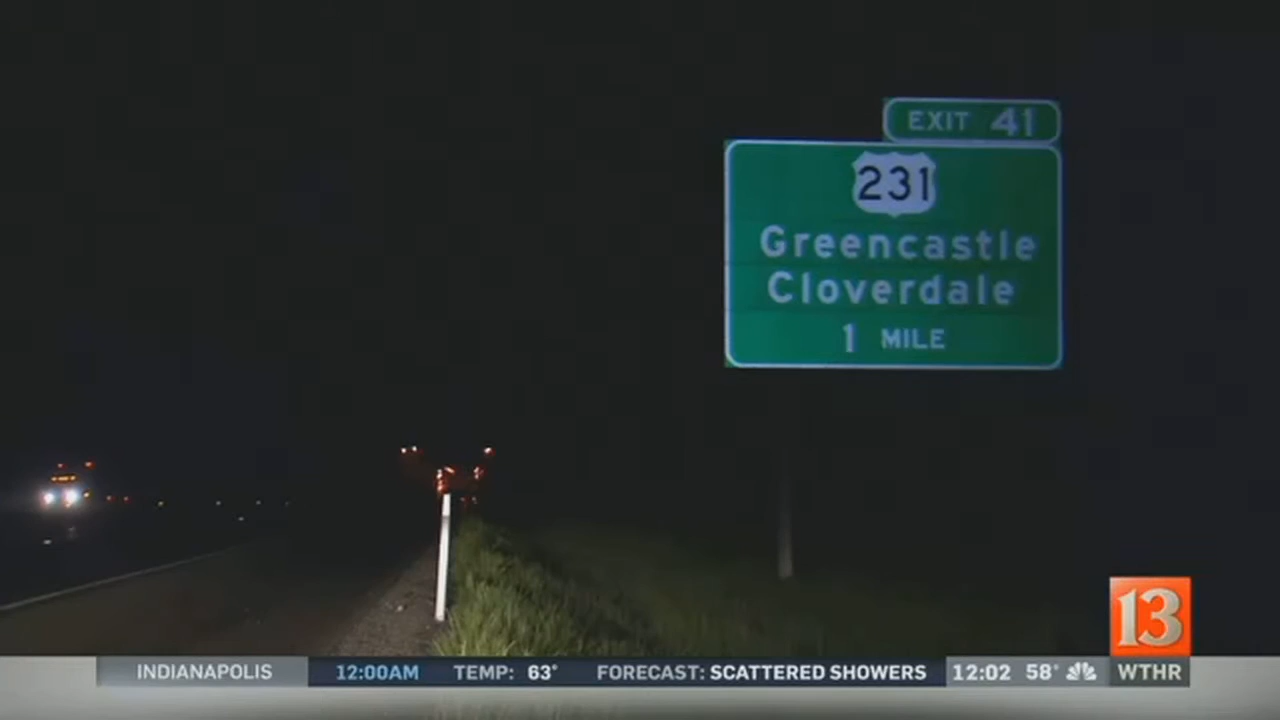 EXIT 41
231
Greencastle
Cloverdale
1 MILE
13
INDIANAPOLIS 12:00AM TEMP: 63° FORECAST: SCATTERED SHOWERS 12:02 58° WTHR